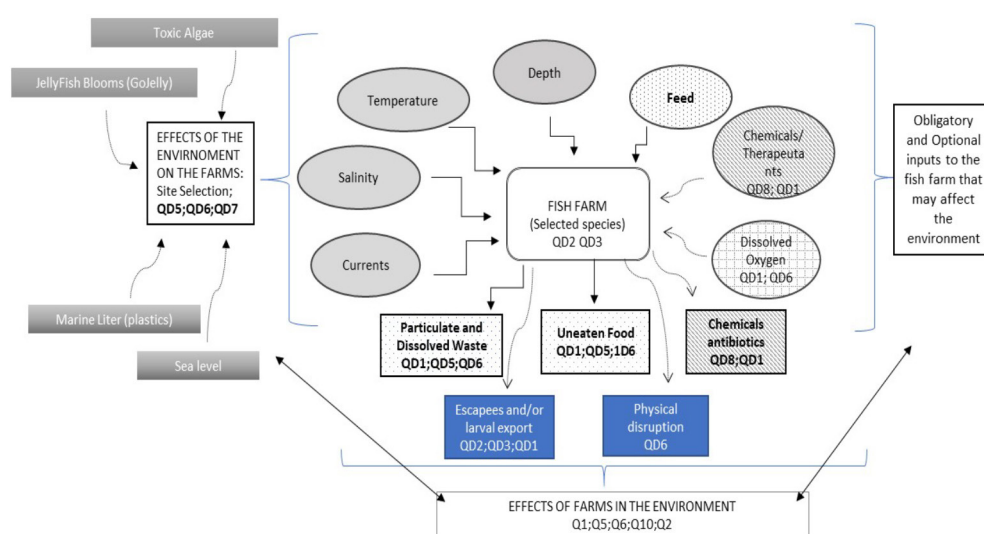 Toxic Algae
JellyFish Blooms (GoJelly)
EFFECTS OF THE
ENVIRNOMENT
ON THE FARMS:
Site Selection;
QD5;QD6;QD7
Marine Liter (plastics)
Sea level
Temperature
Depth
Feed
Salinity
Currents
Chemicals/
Therapeuta
nts
QD8; QD1
Dissolved
Oxygen
QD1; QD6
FISH FARM
(Selected species)
QD2 QD3
Particulate and
Dissolved Waste
QD1;QD5;QD6
Uneaten Food
QD1;QD5;1D6
Chemicals
antibiotics
QD8;QD1
Escapees and/or
larval export
QD2;QD3;QD1
Physical
disruption
QD6
Obligatory
and Optional
inputs to the
fish farm that
may affect
the
environment
EFFECTS OF FARMS IN THE ENVIRONMENT
Q1;Q5;Q6;Q10;Q2